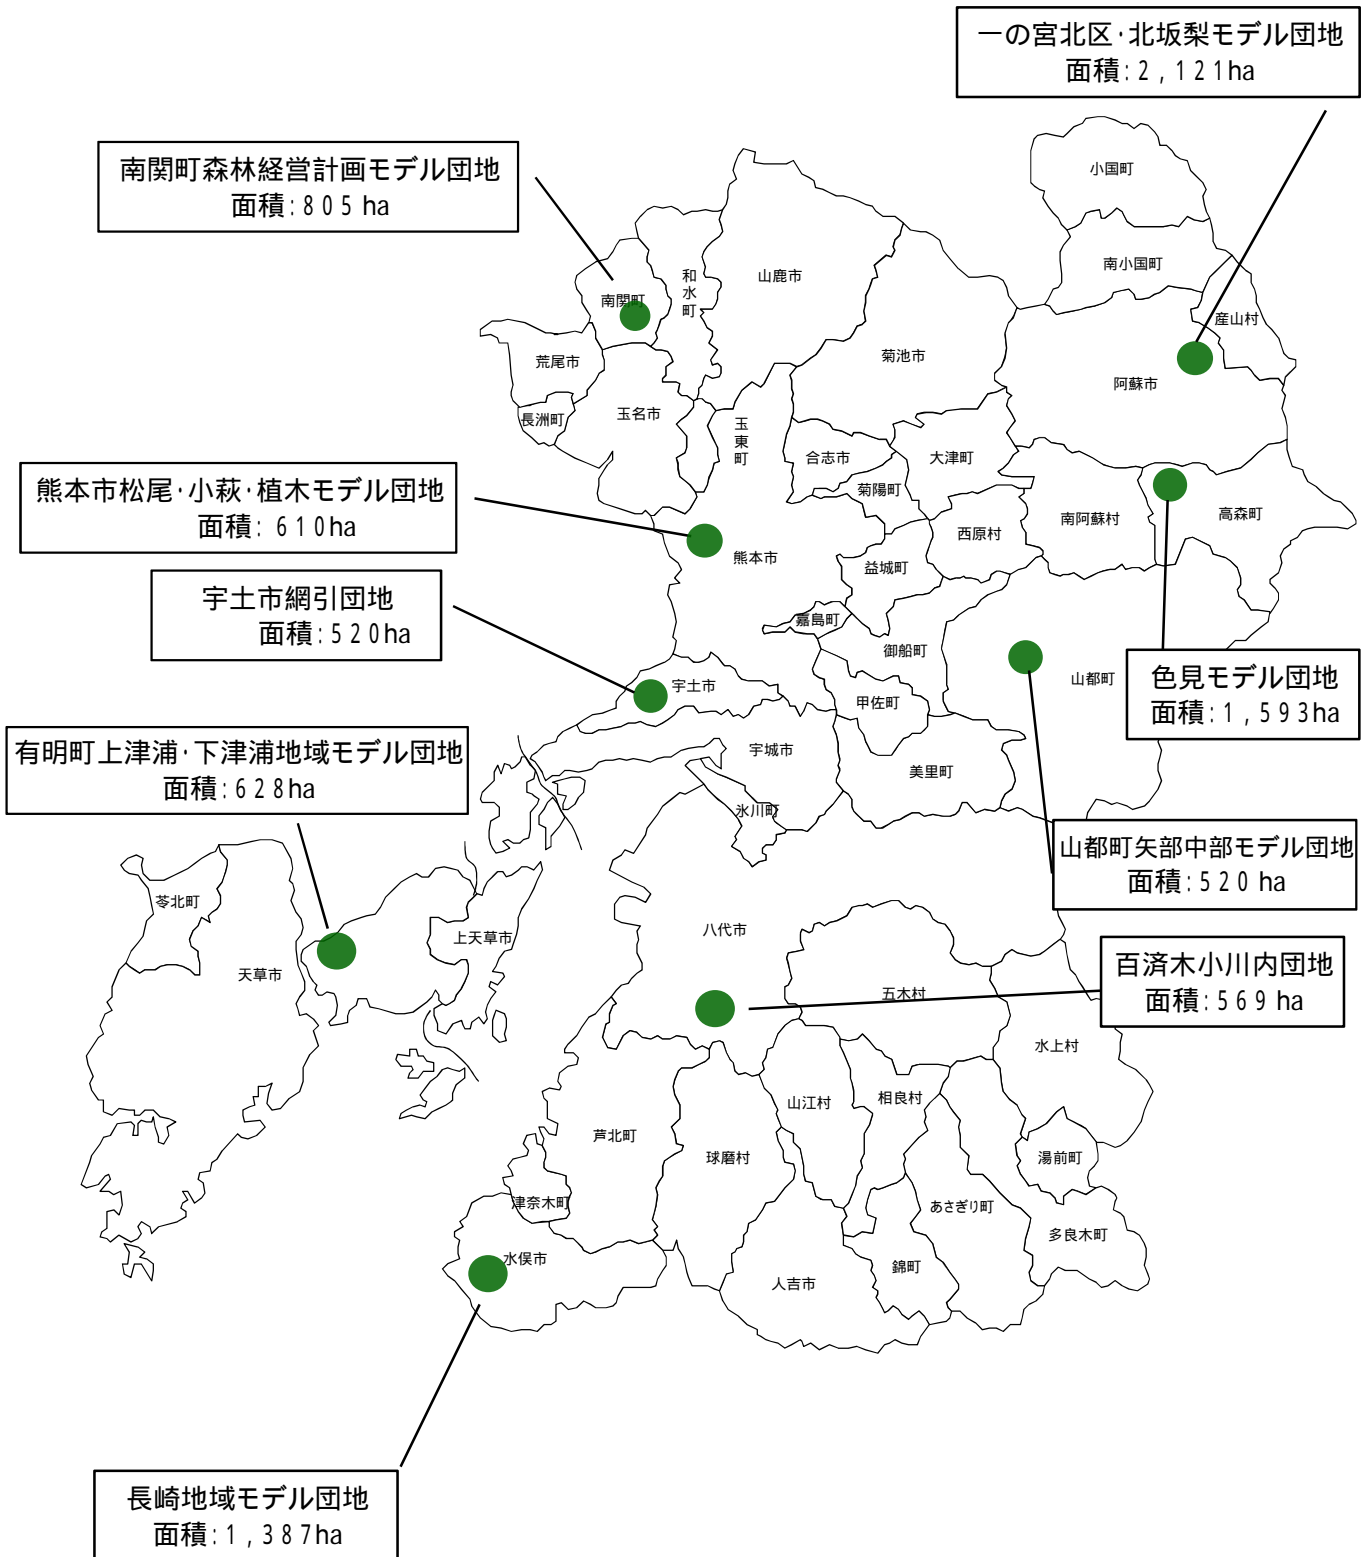 一の宮北区・北坂梨モデル団地
面積:2,121ha
南関町森林経営計画モデル団地
面積:805ha
小国町
南小国町
産山村
山鹿市
和水町
南関町
菊池市
阿蘇市
荒尾市
長洲町
玉名市
玉東町
合志市
大津町
菊陽町
熊本市松尾・小萩・植木モデル団地
面積:610ha
西原村
南阿蘇村
高森町
熊本市
益城町
宇土市網引団地
面積:520ha
嘉島町
御船町
宇土市
甲佐町
山都町
色見モデル団地
面積:1,593ha
有明町上津浦・下津浦地域モデル団地
面積:628ha
宇城市
美里町
氷川町
山都町矢部中部モデル団地
面積:520ha
苓北町
上天草市
天草市
八代市
五木村
百済木小川内団地
面積:569ha
水上村
山江村
相良村
芦北町
球磨村
湯前町
津奈木町
あさぎり町
多良木町
水俣市
錦町
人吉市
長崎地域モデル団地
面積:1,387ha